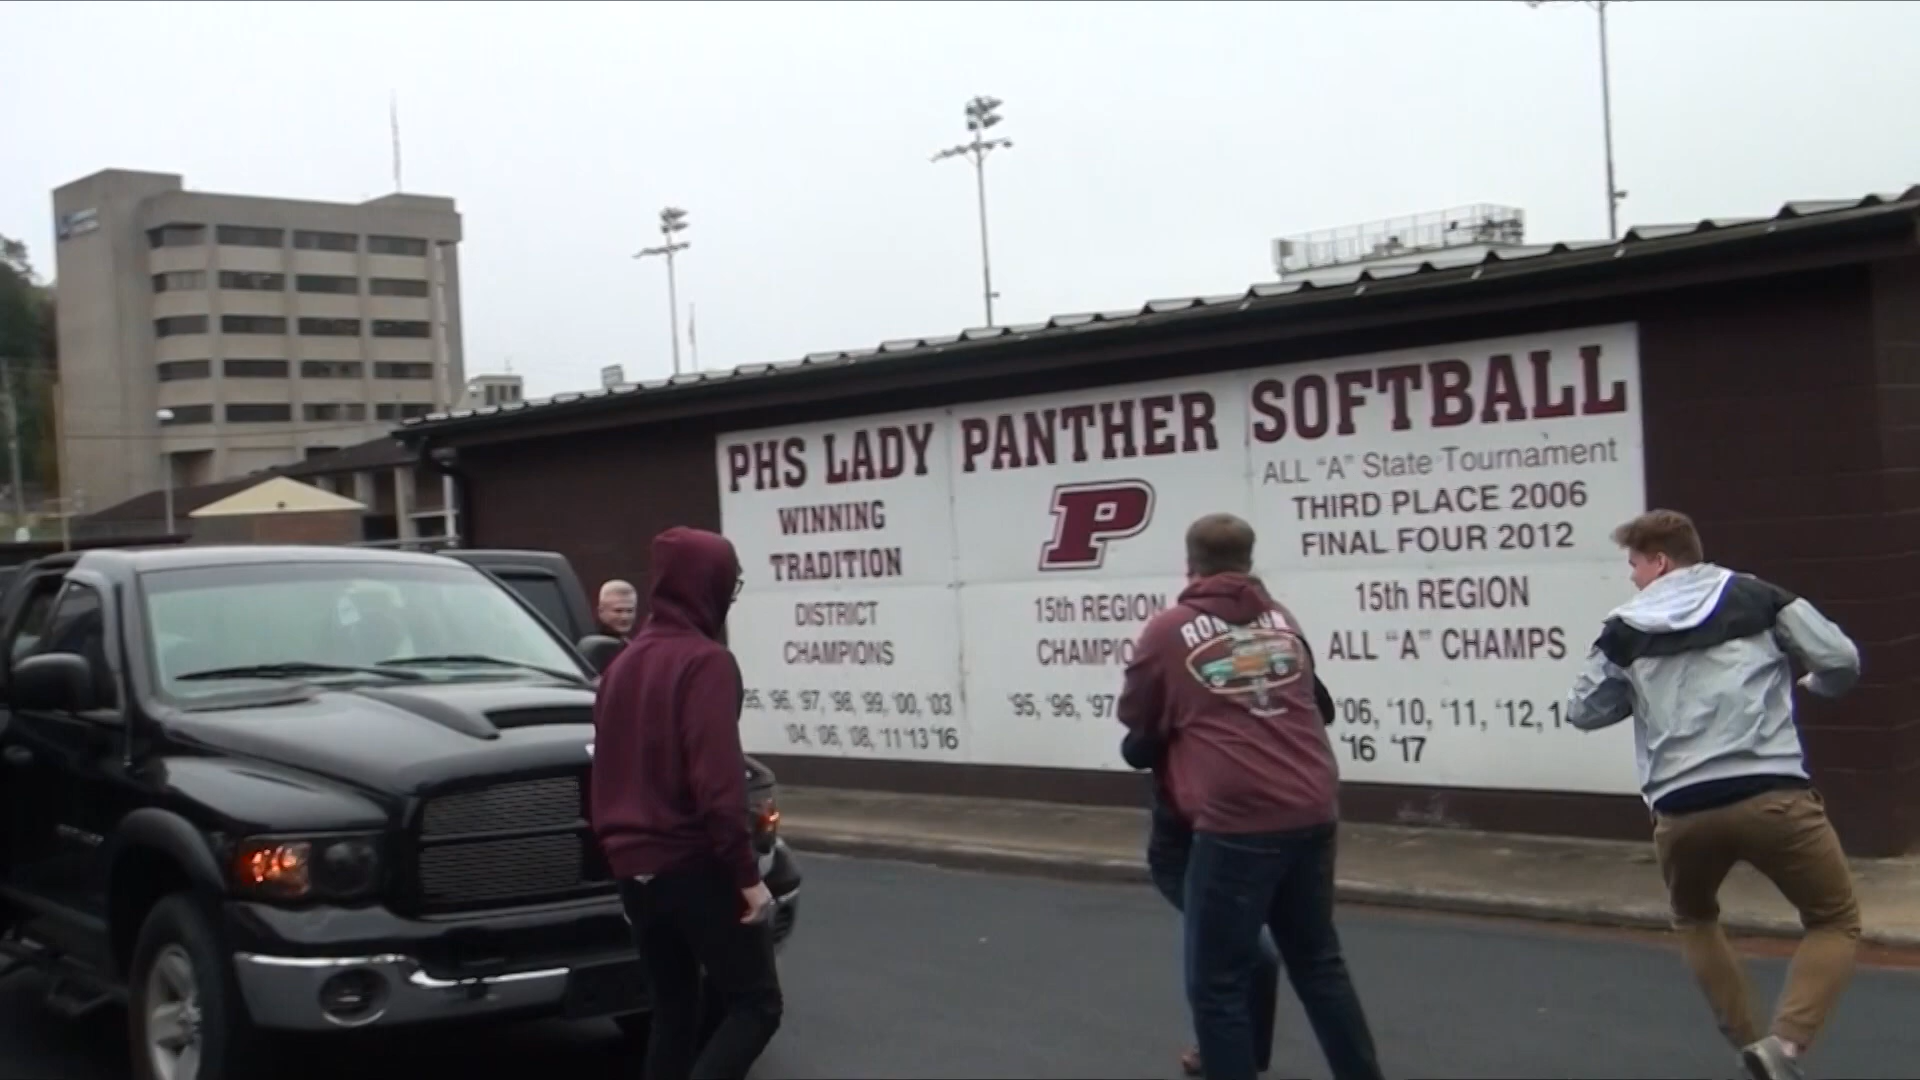 PHS LADY PANTHER SOFTBALL
WINNING
TRADITION
DISTRICT
CHAMPIONS
'95, '96, '97, '98, '99, '00, '03
'04, '06, '08, '11 '13 '16
P
15th REGION
CHAMPIO
'95, '96, '97
ALL "A" State Tournament
THIRD PLACE 2006
FINAL FOUR 2012
15th REGION
ALL "A" CHAMPS
'06, '10, '11, '12, 14
'16 '17